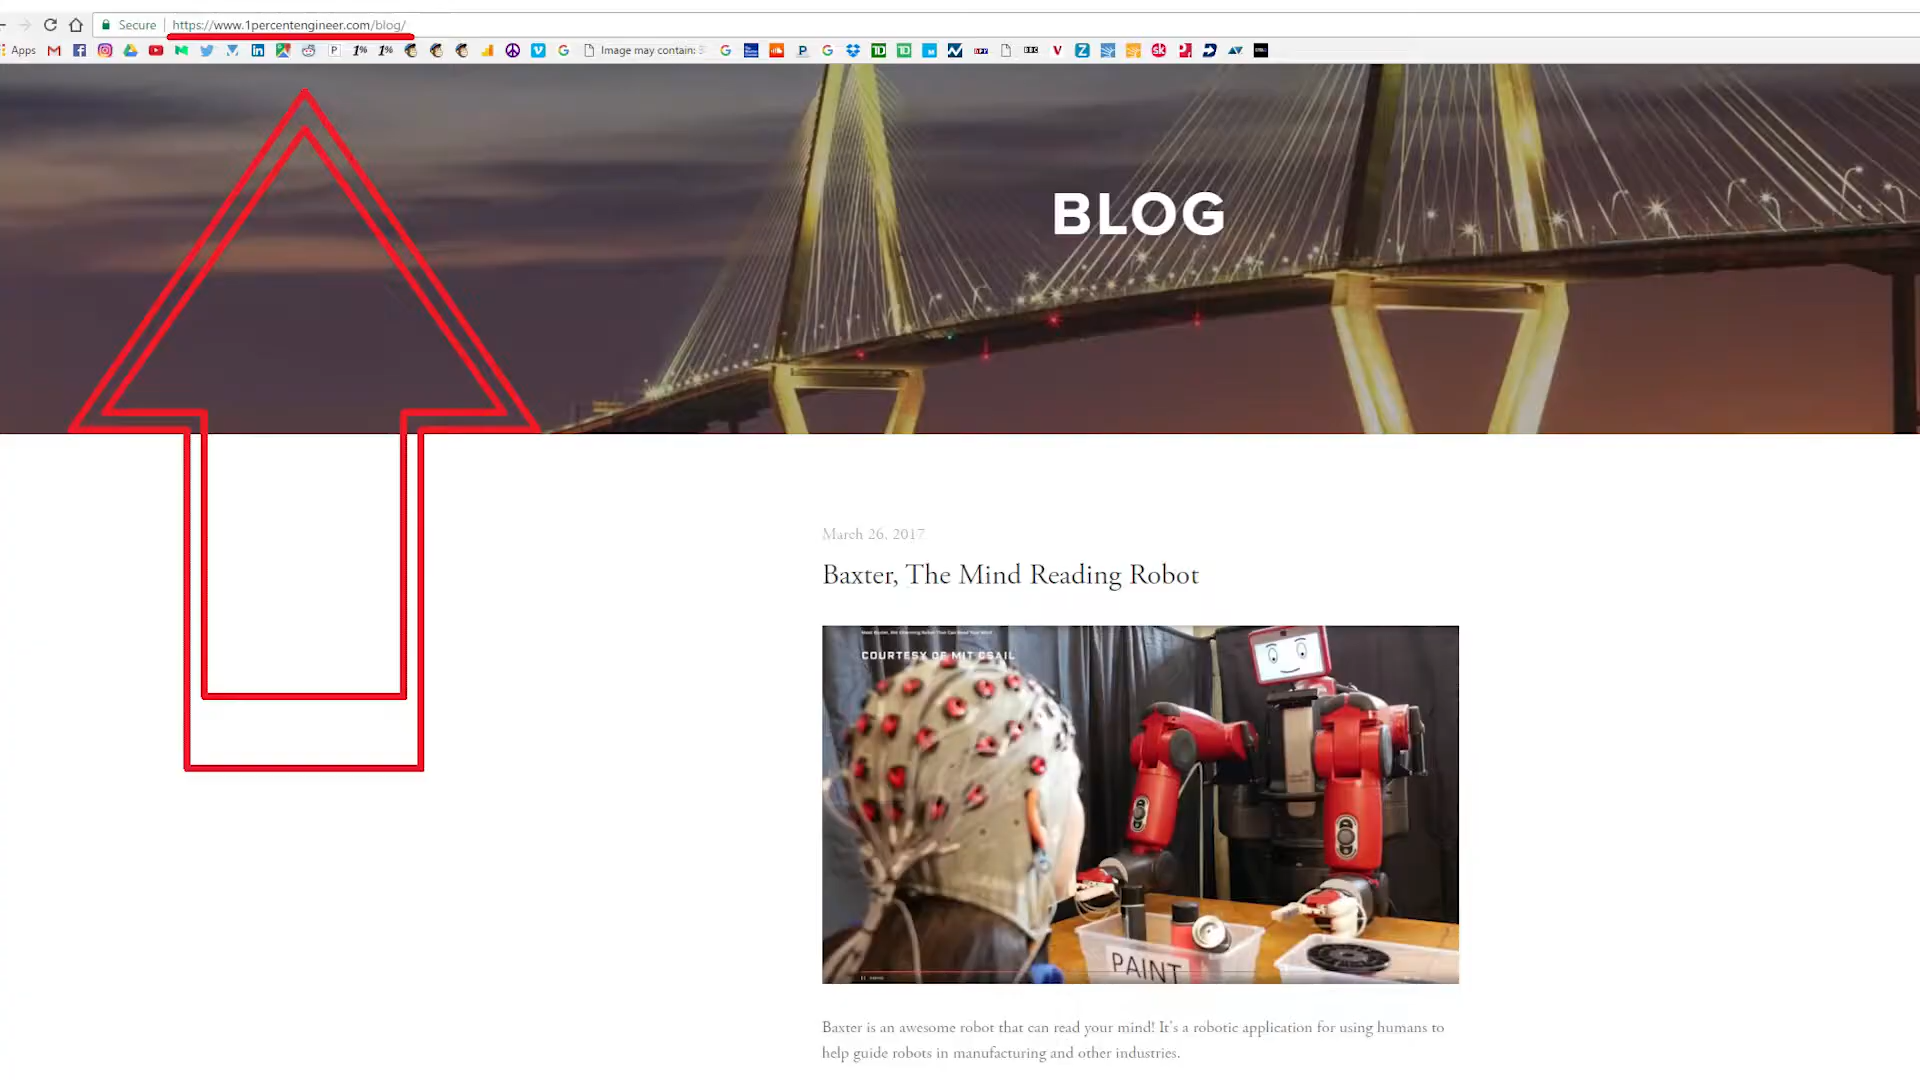 Secure https://www.1percentengineer.com/blog/
Apps 1% 1% Image may contain:
BLOG
March 26, 2017
Baxter, The Mind Reading Robot
COURTESY OF MIT CSAIL
PAINT
Baxter is an awesome robot that can read your mind! It's a robotic application for using humans to
help guide robots in manufacturing and other industries.